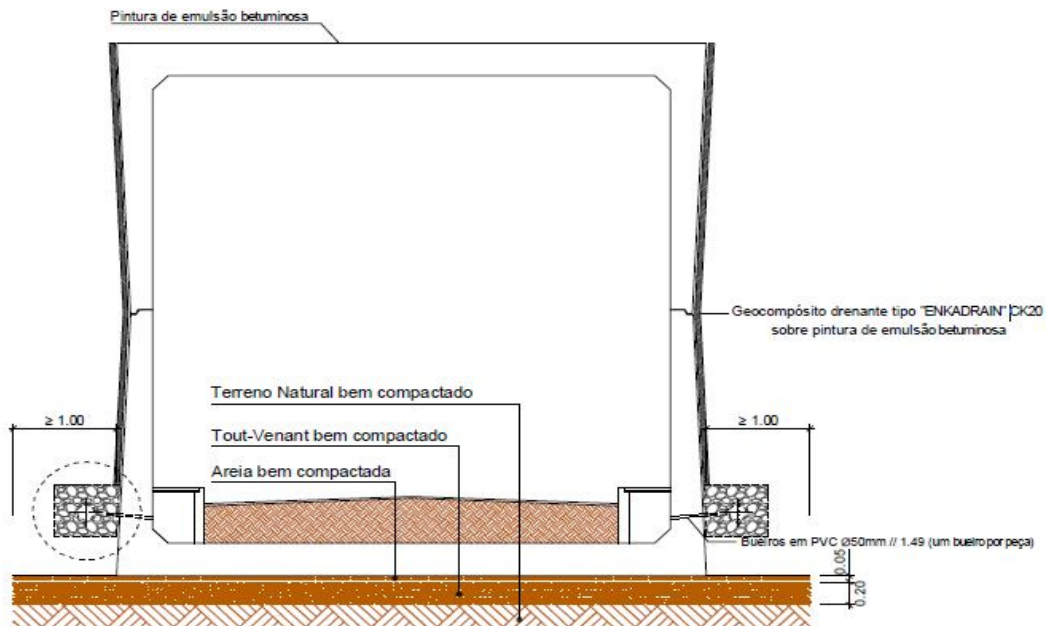 Pintura de emulsão betuminosa
Geocompósito drenante tipo "ENKADRAIN" CK20
sobre pintura de emulsão betuminosa
Terreno Natural bem compactado
≥ 1.00
≥ 1.00
Tout-Venant bem compactado
Areia bem compactada
Bueiros em PVC Ø50mm // 1.49 (um bueiro por peça)
0.05
0.20